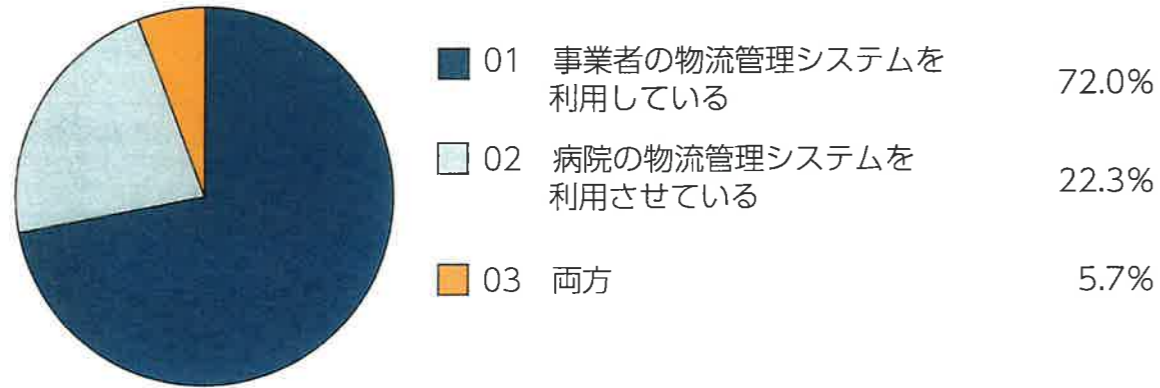 01 事業者の物流管理システムを
利用している 72.0%
02 病院の物流管理システムを
利用させている 22.3%
03 両方 5.7%